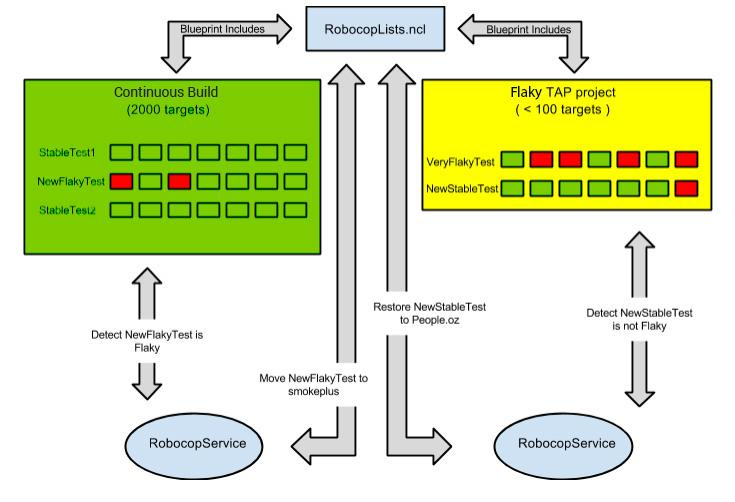 Blueprint Includes
RobocopLists.ncl
Blueprint Includes
Continuous Build
(2000 targets)
StableTest1
NewFlakyTest
StableTest2
Flaky TAP project
( < 100 targets )
VeryFlakyTest
NewStableTest
Detect NewFlakyTest is
Flaky
Restore NewStableTest
to People.oz
Detect NewStableTest
is not Flaky
Move NewFlakyTest to
smokeplus
RobocopService
RobocopService